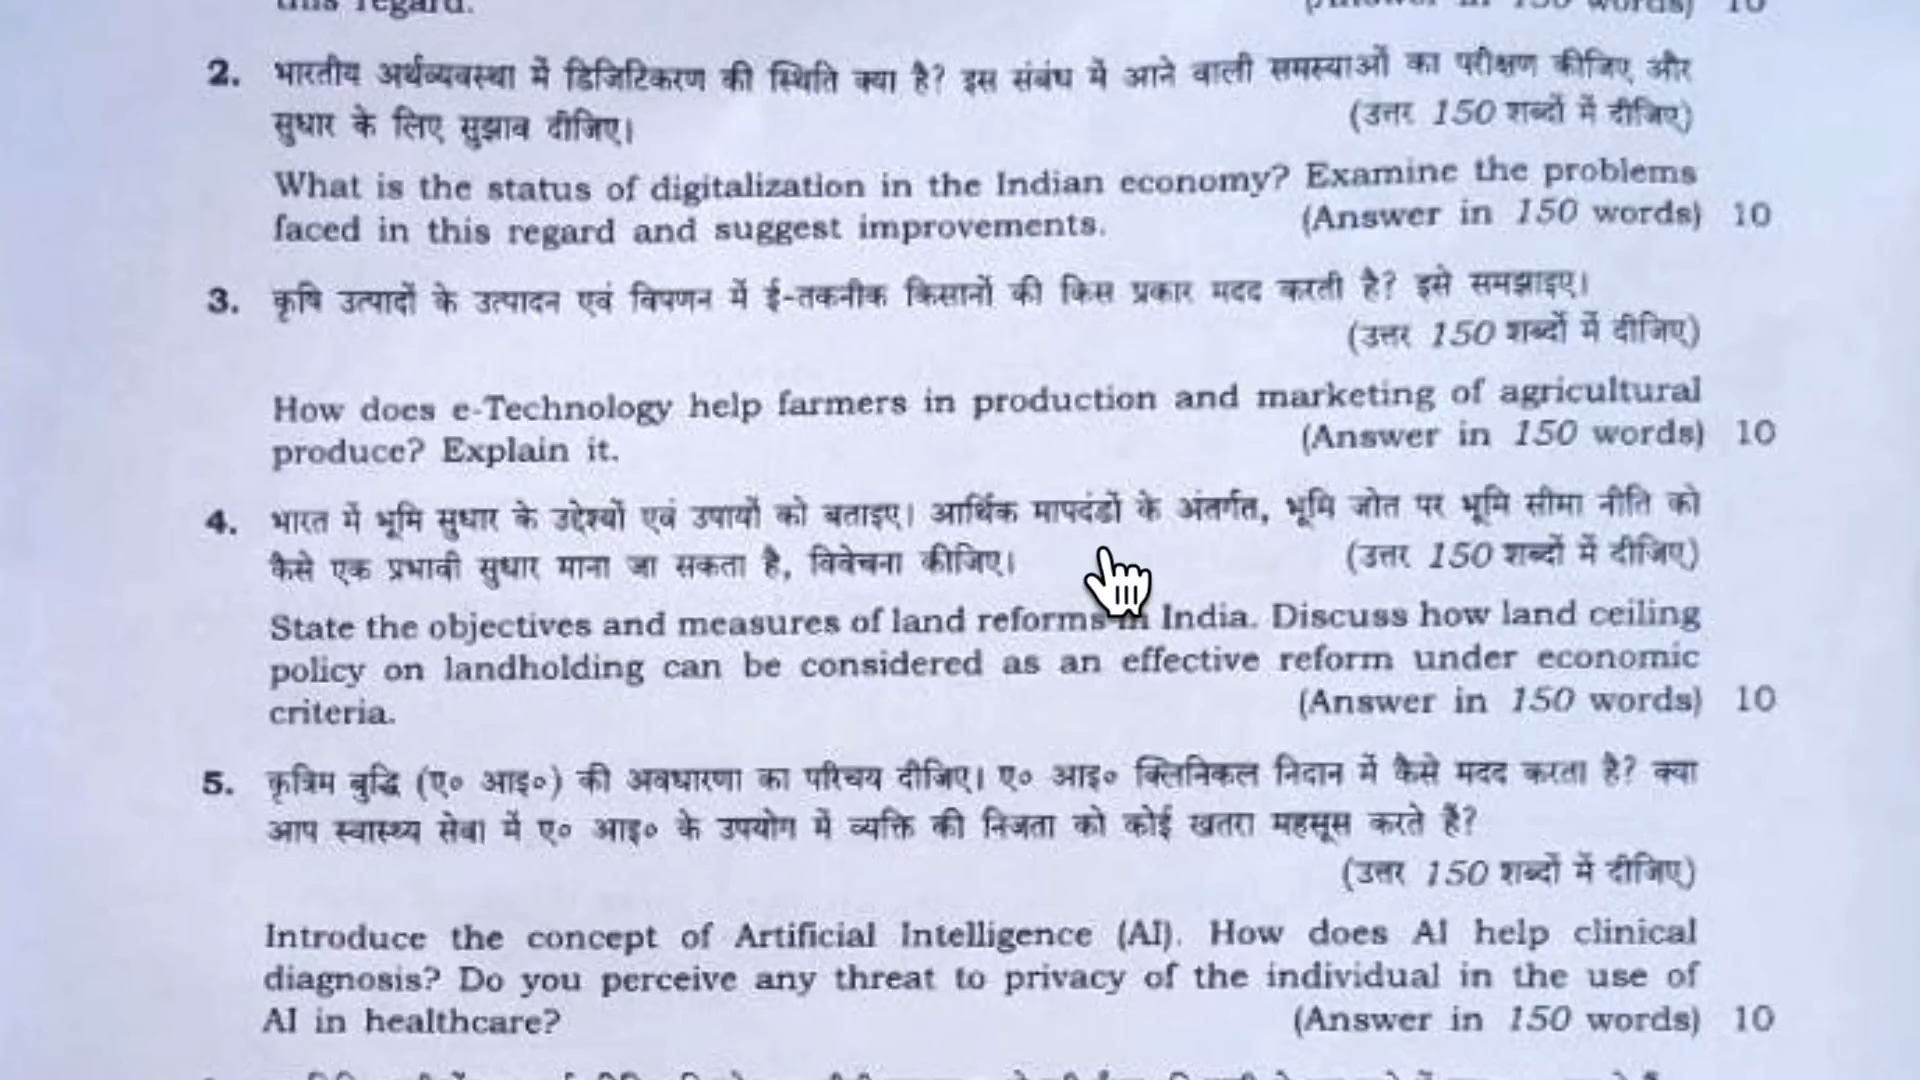 this regard. (Answer in 150 words) 10
2. भारतीय अर्थव्यवस्था में डिजिटिकरण की स्थिति क्या है? इस संबंध में आने वाली समस्याओं का परीक्षण कीजिए और
सुधार के लिए सुझाव दीजिए। (उत्तर 150 शब्दों में दीजिए)
What is the status of digitalization in the Indian economy? Examine the problems
faced in this regard and suggest improvements. (Answer in 150 words) 10
3. कृषि उत्पादों के उत्पादन एवं विपणन में ई-तकनीक किसानों की किस प्रकार मदद करती है? इसे समझाइए।
(उत्तर 150 शब्दों में दीजिए)
How does e-Technology help farmers in production and marketing of agricultural
produce? Explain it. (Answer in 150 words) 10
4. भारत में भूमि सुधार के उद्देश्यों एवं उपायों को बताइए। आर्थिक मापदंडों के अंतर्गत, भूमि जोत पर भूमि सीमा नीति को
कैसे एक प्रभावी सुधार माना जा सकता है, विवेचना कीजिए। (उत्तर 150 शब्दों में दीजिए)
State the objectives and measures of land reforms in India. Discuss how land ceiling
policy on landholding can be considered as an effective reform under economic
criteria. (Answer in 150 words) 10
5. कृत्रिम बुद्धि (ए० आइ०) की अवधारणा का परिचय दीजिए। ए० आइ० क्लिनिकल निदान में कैसे मदद करता है? क्या
आप स्वास्थ्य सेवा में ए० आइ० के उपयोग में व्यक्ति की निजता को कोई खतरा महसूस करते हैं?
(उत्तर 150 शब्दों में दीजिए)
Introduce the concept of Artificial Intelligence (AI). How does AI help clinical
diagnosis? Do you perceive any threat to privacy of the individual in the use of
AI in healthcare? (Answer in 150 words) 10